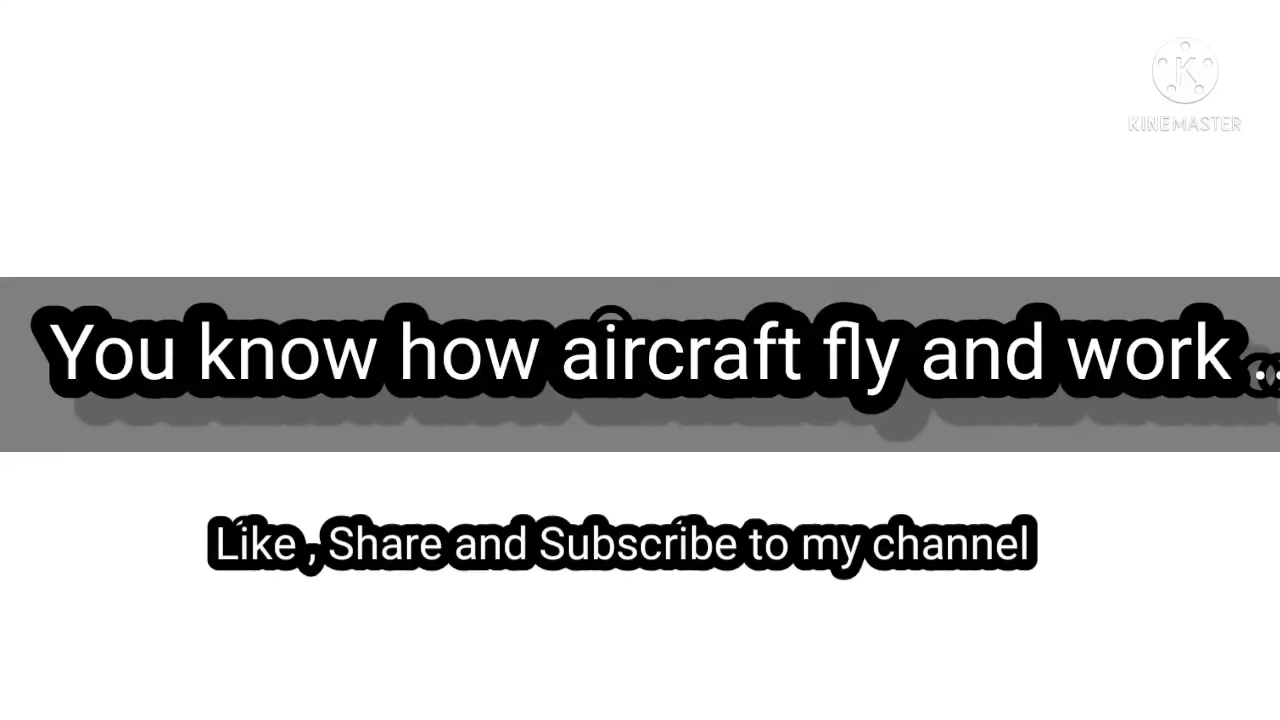 K
KINEMASTER
You know how aircraft fly and work ..
Like , Share and Subscribe to my channel